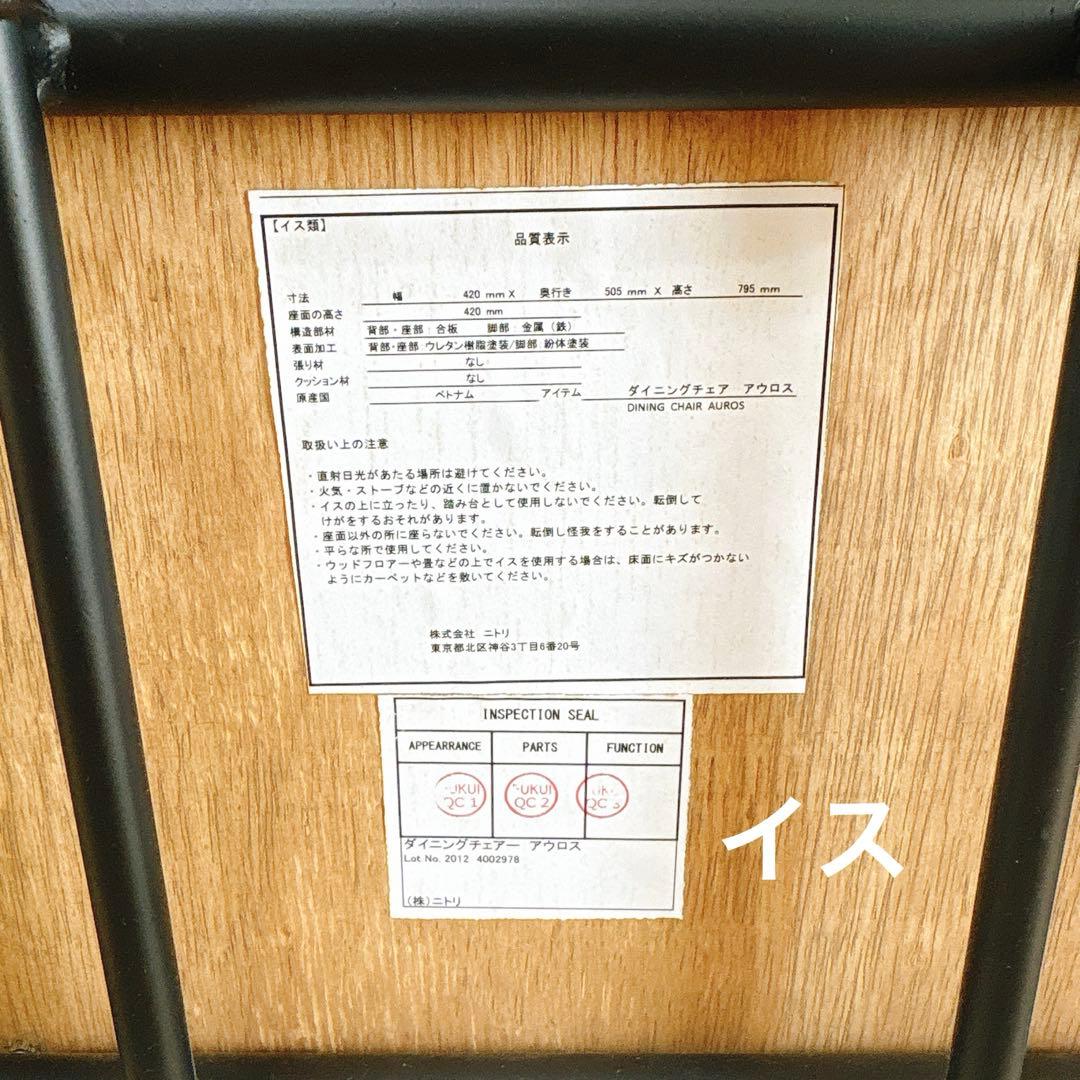 【イス類】
品質表示
寸法 幅 420 mm X 奥行き 505 mm X 高さ 795 mm
座面の高さ 420 mm
構造部材 背部・座部:合板 脚部:金属(鉄)
表面加工 背部・座部:ウレタン樹脂塗装/脚部:紛体塗装
張り材 なし
クッション材 なし
原産国 ベトナム アイテム ダイニングチェア アウロス
DINING CHAIR AUROS
取扱い上の注意
・直射日光があたる場所は避けてください。
・火気・ストーブなどの近くに置かないでください。
・イスの上に立ったり、踏み台として使用しないでください。転倒して
けがをするおそれがあります。
・座面以外の所に座らないでください。転倒し怪我をすることがあります。
・平らな所で使用してください。
・ウッドフロアーや畳などの上でイスを使用する場合は、床面にキズがつかない
ようにカーペットなどを敷いてください。
株式会社 ニトリ
東京都北区神谷3丁目6番20号
INSPECTION SEAL
APPEARRANCE PARTS FUNCTION
UKUI QC 1 FUKUI QC 2 UK QC 3
ダイニングチェアー アウロス
Lot No. 2012 4002978
(株)ニトリ
イス